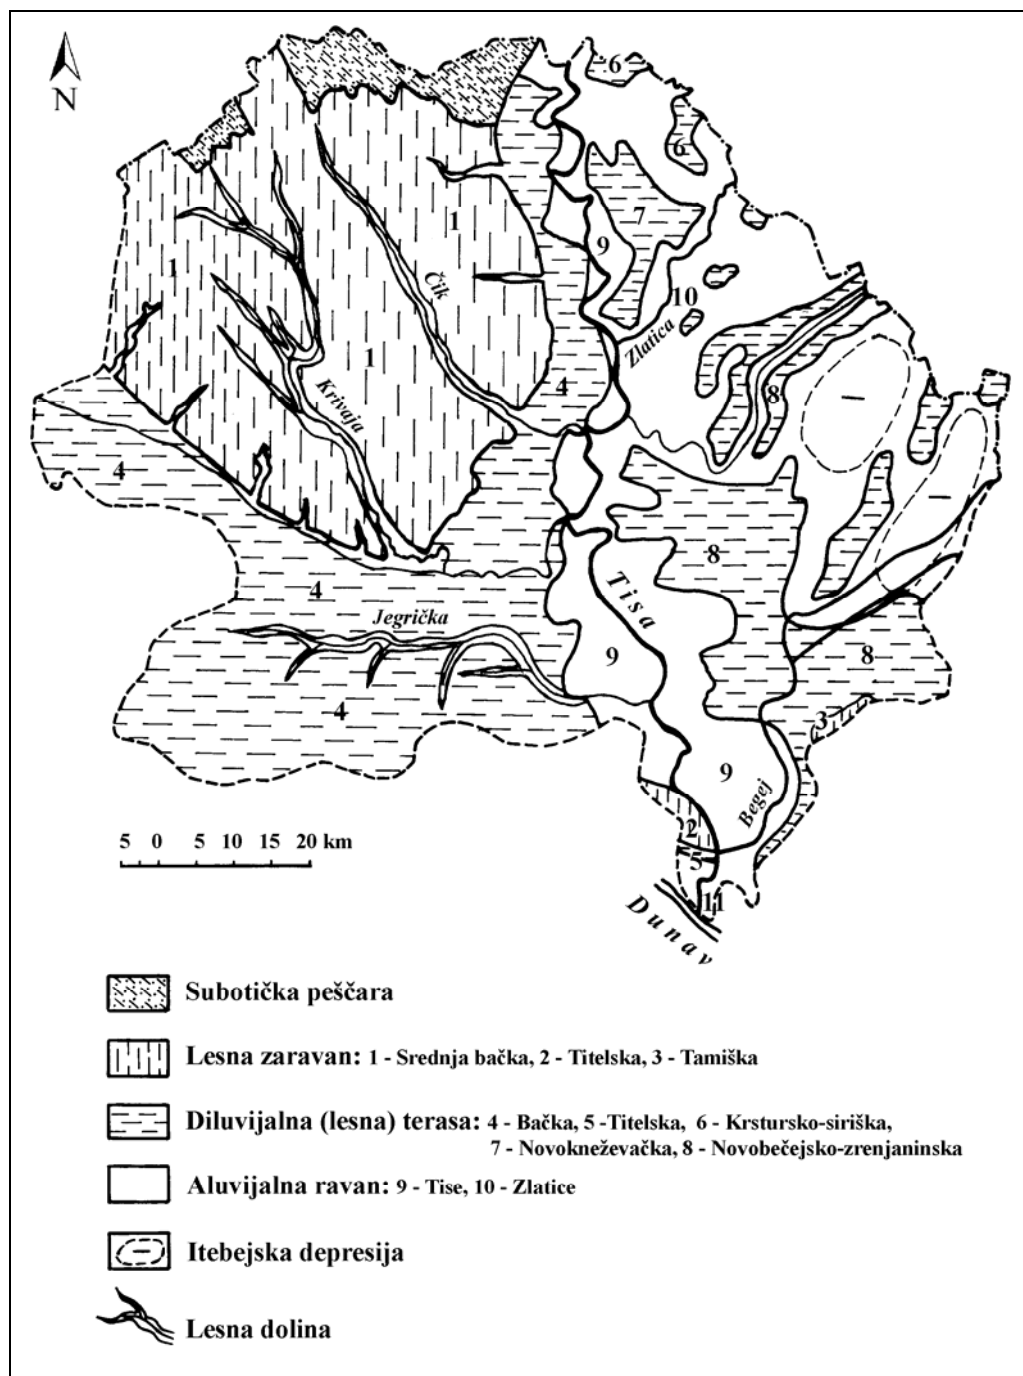 N
6
6
1
7
9
Čik
10
1
Zlatica
1
4
8
Krivaja
4
8
4
Tisa
Jegrička
9
8
4
3
9
Begej
2
5 0 5 10 15 20 km
5
11
Dunav
Subotička peščara
Lesna zaravan: 1 - Srednja bačka, 2 - Titelska, 3 - Tamiška
Diluvijalna (lesna) terasa: 4 - Bačka, 5 -Titelska, 6 - Krstursko-siriška,
7 - Novokneževačka, 8 - Novobečejsko-zrenjaninska
Aluvijalna ravan: 9 - Tise, 10 - Zlatice
Itebejska depresija
Lesna dolina